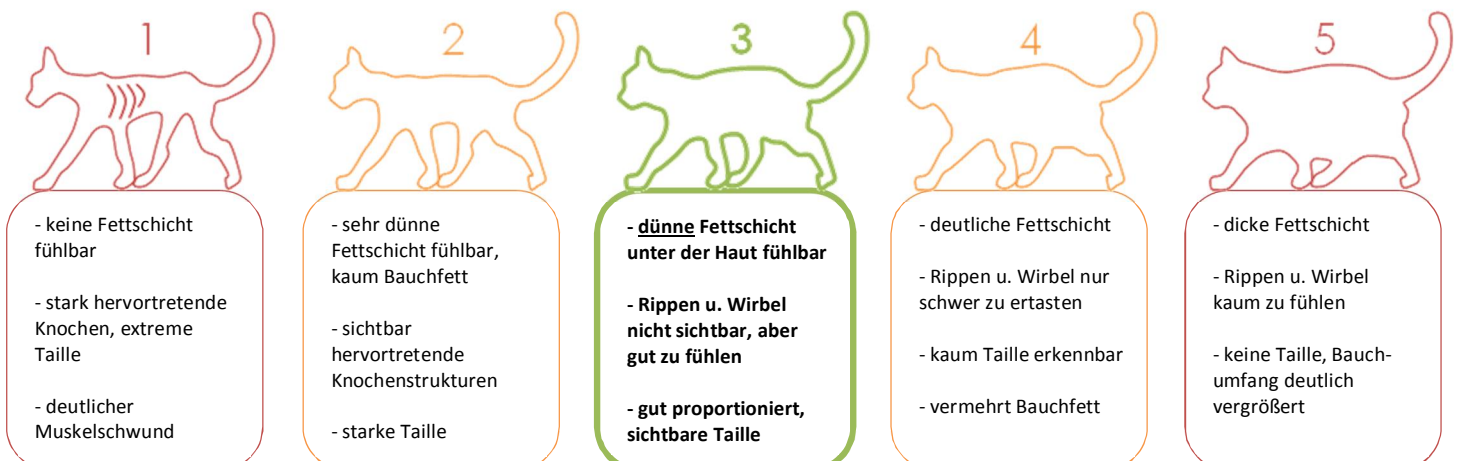 1
- keine Fettschicht
fühlbar
- stark hervortretende
Knochen, extreme
Taille
- deutlicher
Muskelschwund
2
- sehr dünne
Fettschicht fühlbar,
kaum Bauchfett
- sichtbar
hervortretende
Knochenstrukturen
- starke Taille
3
- dünne Fettschicht
unter der Haut fühlbar
- Rippen u. Wirbel
nicht sichtbar, aber
gut zu fühlen
- gut proportioniert,
sichtbare Taille
4
- deutliche Fettschicht
- Rippen u. Wirbel nur
schwer zu ertasten
- kaum Taille erkennbar
- vermehrt Bauchfett
5
- dicke Fettschicht
- Rippen u. Wirbel
kaum zu fühlen
- keine Taille, Bauch-
umfang deutlich
vergrößert